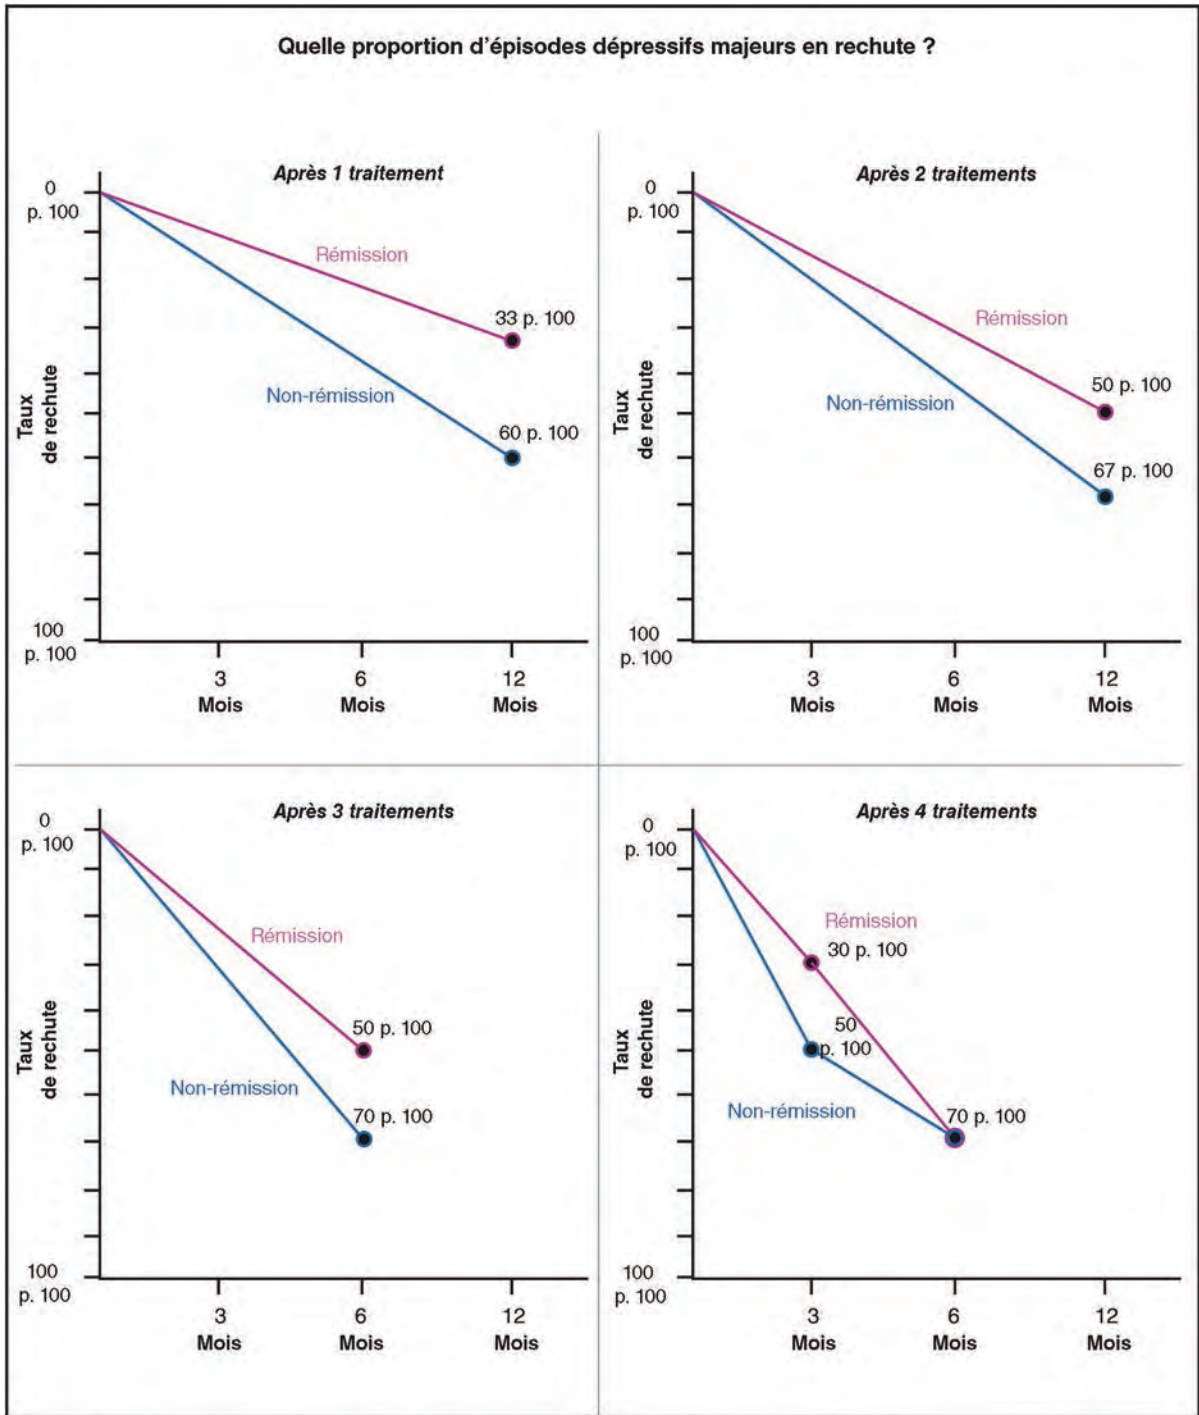 Quelle proportion d'épisodes dépressifs majeurs en rechute ?
Après 1 traitement
0
p. 100
Rémission
33 p. 100
Non-rémission
60 p. 100
Taux
de rechute
100
p. 100
3
Mois
6
Mois
12
Mois
Après 2 traitements
0
p. 100
Rémission
50 p. 100
Non-rémission
67 p. 100
Taux
de rechute
100
p. 100
3
Mois
6
Mois
12
Mois
Après 3 traitements
0
p. 100
Rémission
50 p. 100
Non-rémission
70 p. 100
Taux
de rechute
100
p. 100
3
Mois
6
Mois
12
Mois
Après 4 traitements
0
p. 100
Rémission
30 p. 100
50
p. 100
Non-rémission
70 p. 100
Taux
de rechute
100
p. 100
3
Mois
6
Mois
12
Mois